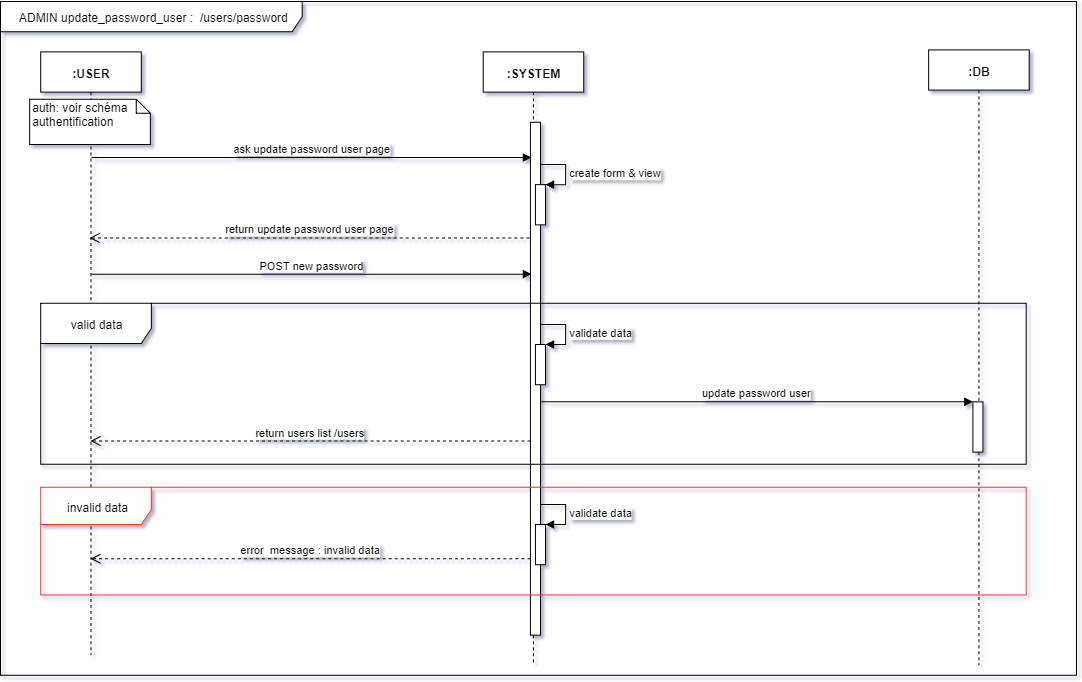 ADMIN update_password_user :  /users/password
:USER
:SYSTEM
:DB
auth: voir schéma
authentification
ask update password user page
create form & view
return update password user page
POST new password
valid data
validate data
update password user
return users list /users
invalid data
validate data
error  message : invalid data